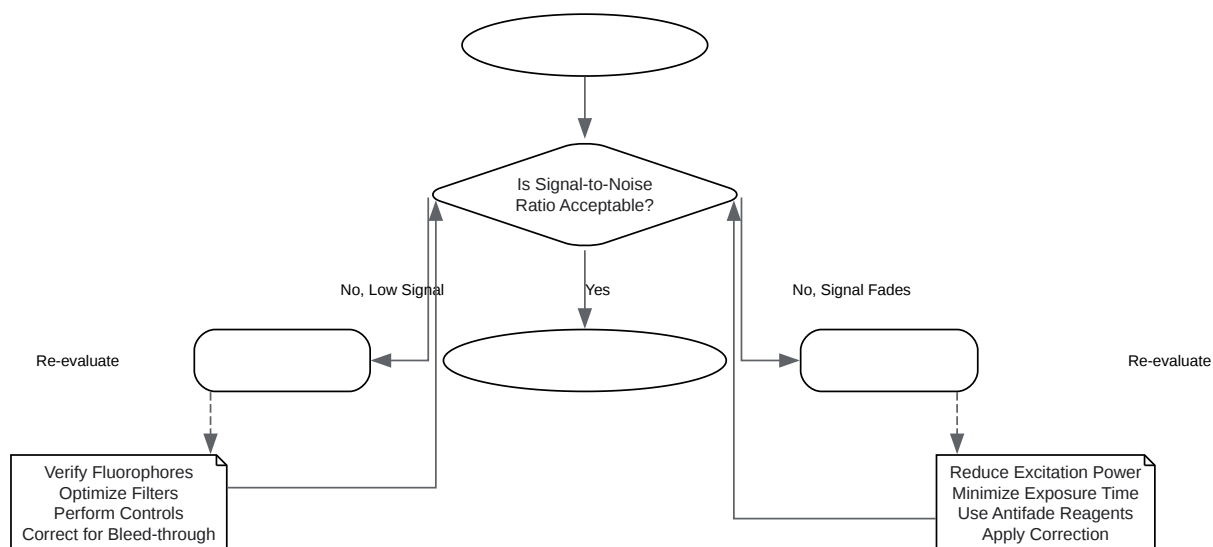 Is Signal-to-Noise
Ratio Acceptable?
No, Low Signal
Yes
No, Signal Fades
Re-evaluate
Re-evaluate
Verify Fluorophores
Optimize Filters
Perform Controls
Correct for Bleed-through
Reduce Excitation Power
Minimize Exposure Time
Use Antifade Reagents
Apply Correction